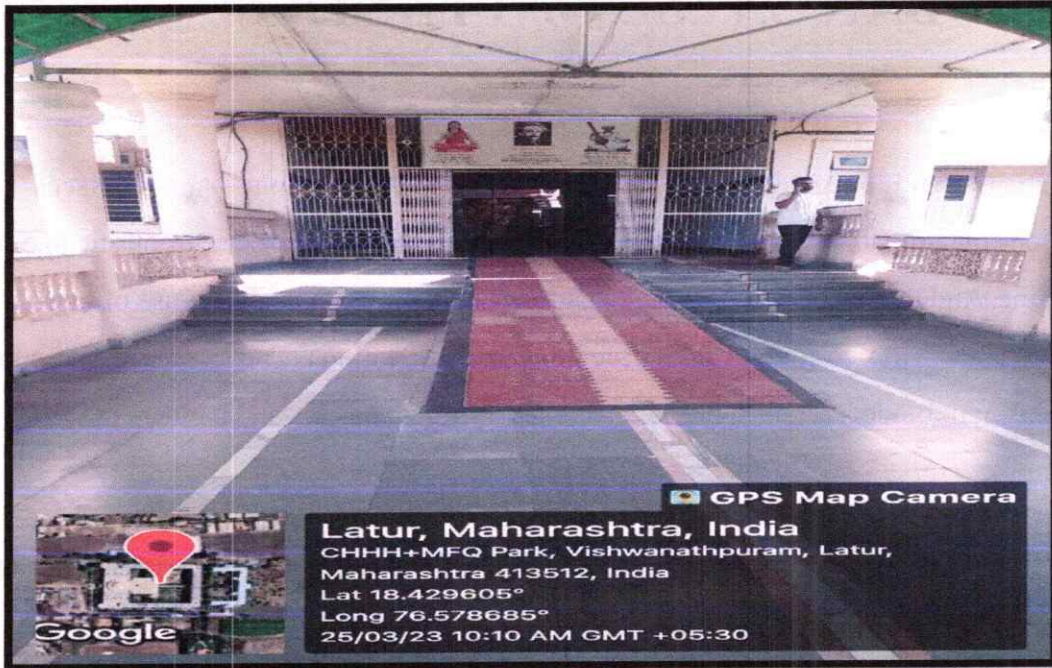 GPS Map Camera
Latur, Maharashtra, India
CHHH+MFQ Park, Vishwanathpuram, Latur,
Maharashtra 413512, India
Lat 18.429605°
Long 76.578685°
25/03/23 10:10 AM GMT +05:30
Google